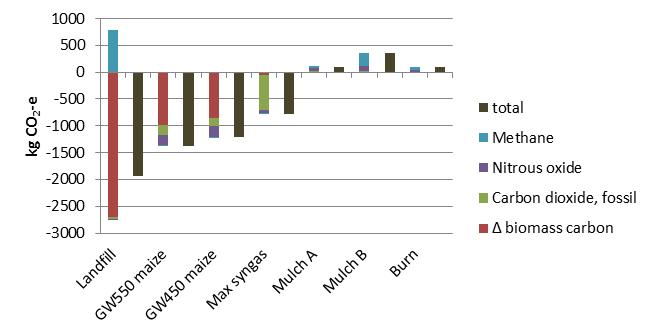 1000
500
0
-500
-1000
-1500
-2000
-2500
-3000
kg CO₂-e
Landfill
GW550 maize
GW450 maize
Max syngas
Mulch A
Mulch B
Burn
total
Methane
Nitrous oxide
Carbon dioxide, fossil
Δ biomass carbon